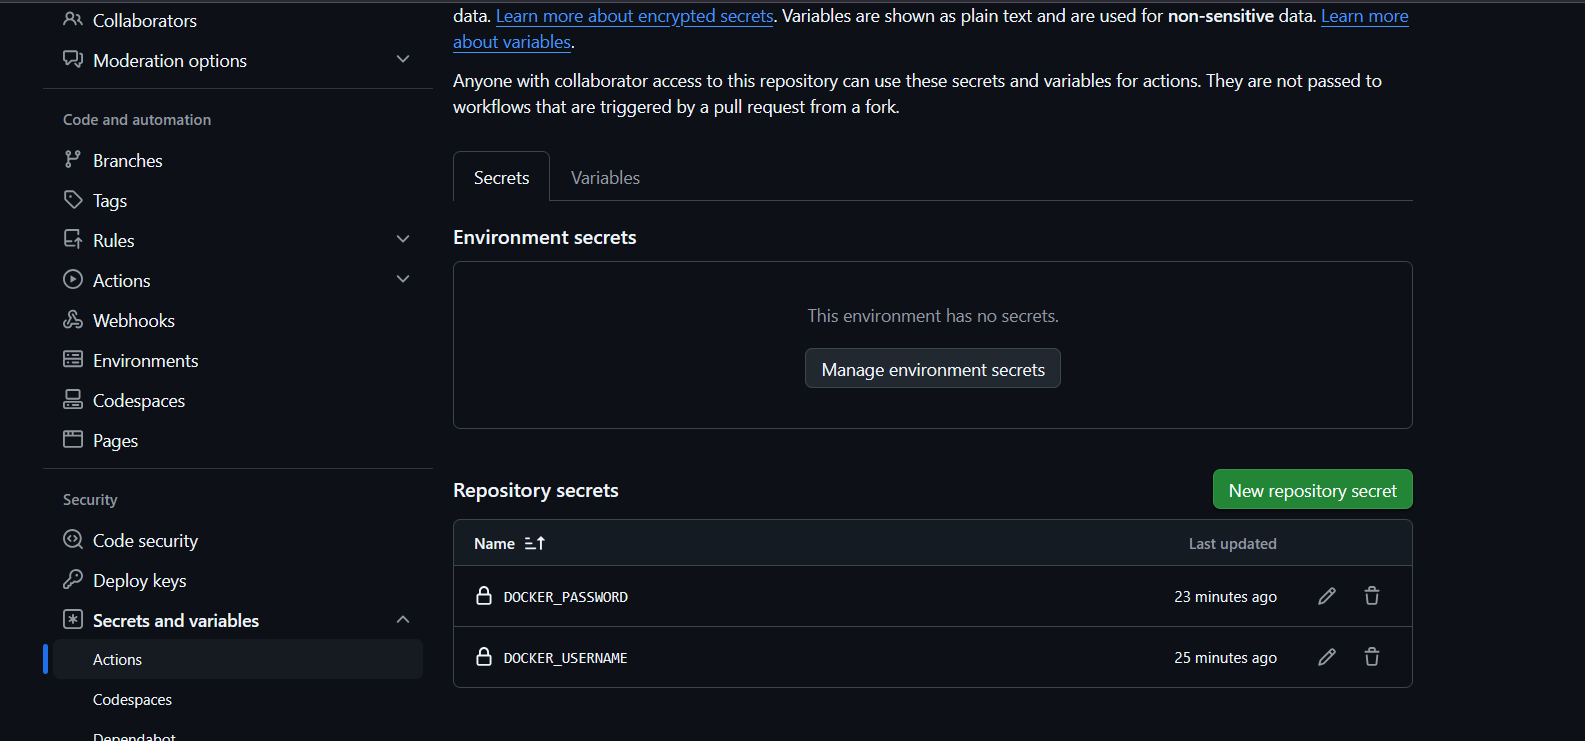 Collaborators
Moderation options
Code and automation
Branches
Tags
Rules
Actions
Webhooks
Environments
Codespaces
Pages
Security
Code security
Deploy keys
Secrets and variables
Actions
Codespaces
Dependabot
data. Learn more about encrypted secrets. Variables are shown as plain text and are used for non-sensitive data. Learn more
about variables.
Anyone with collaborator access to this repository can use these secrets and variables for actions. They are not passed to
workflows that are triggered by a pull request from a fork.
Secrets Variables
Environment secrets
This environment has no secrets.
Manage environment secrets
Repository secrets New repository secret
Name Last updated
DOCKER_PASSWORD 23 minutes ago
DOCKER_USERNAME 25 minutes ago